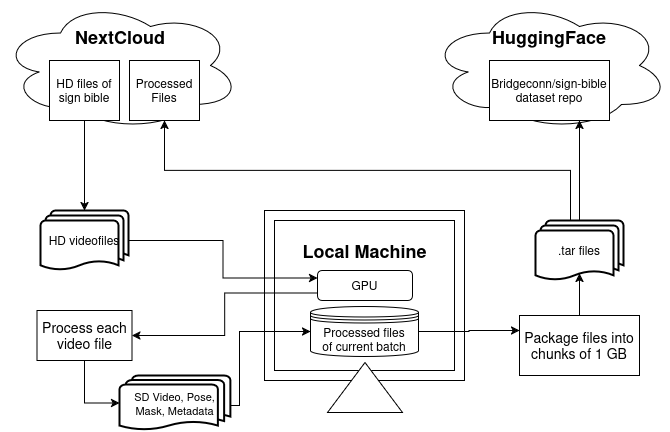 NextCloud
HD files of
sign bible
Processed
Files
HuggingFace
Bridgeconn/sign-bible
dataset repo
HD videofiles
Local Machine
GPU
.tar files
Processed files
of current batch
Process each
video file
Package files into
chunks of 1 GB
SD Video, Pose,
Mask, Metadata